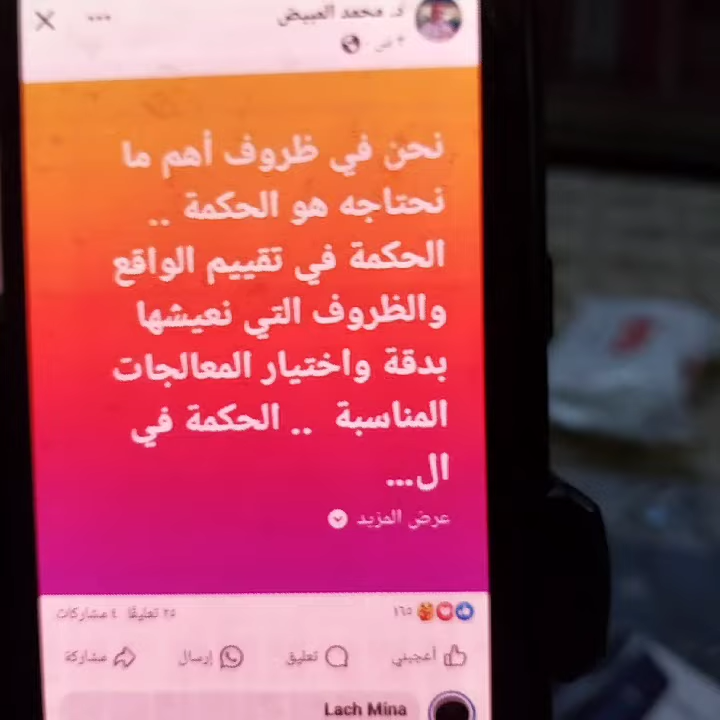 د. محمد المبيض
نحن في ظروف أهم ما
نحتاجه هو الحكمة ..
الحكمة في تقييم الواقع
والظروف التي نعيشها
بدقة واختيار المعالجات
المناسبة .. الحكمة في
ال...
عرض المزيد
١٦٥
٢٥ تعليقًا ٤ مشاركات
أعجبني
تعليق
إرسال
مشاركة
Lach Mina